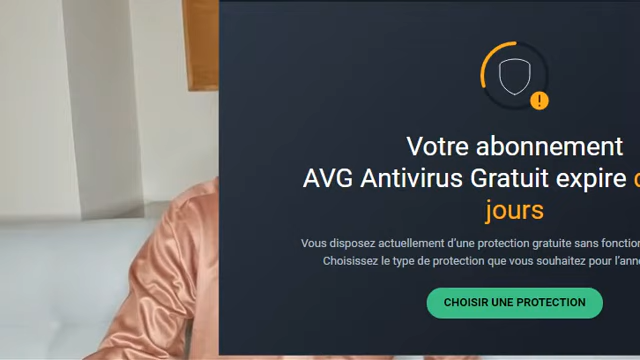 Votre abonnement
AVG Antivirus Gratuit expire
jours
Vous disposez actuellement d'une protection gratuite sans
Choisissez le type de protection que vous souhaitez pour
CHOISIR UNE PROTECTION